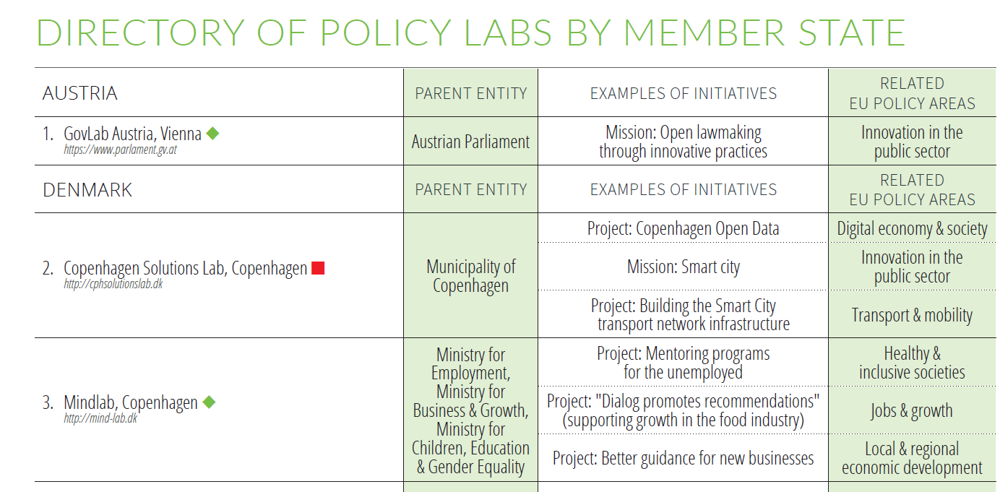 DIRECTORY OF POLICY LABS BY MEMBER STATE
AUSTRIA
PARENT ENTITY
EXAMPLES OF INITIATIVES
RELATED
EU POLICY AREAS
1. GovLab Austria, Vienna
https://www.parlament.gv.at
Austrian Parliament
Mission: Open lawmaking
through innovative practices
Innovation in the
public sector
DENMARK
PARENT ENTITY
EXAMPLES OF INITIATIVES
RELATED
EU POLICY AREAS
2. Copenhagen Solutions Lab, Copenhagen
http://cphsolutionslab.dk
Municipality of
Copenhagen
Project: Copenhagen Open Data
Digital economy & society
Mission: Smart city
Innovation in the
public sector
Project: Building the Smart City
transport network infrastructure
Transport & mobility
3. Mindlab, Copenhagen
http://mind-lab.dk
Ministry for
Employment,
Ministry for
Business & Growth,
Ministry for
Children, Education
& Gender Equality
Project: Mentoring programs
for the unemployed
Healthy &
inclusive societies
Project: "Dialog promotes recommendations"
(supporting growth in the food industry)
Jobs & growth
Project: Better guidance for new businesses
Local & regional
economic development